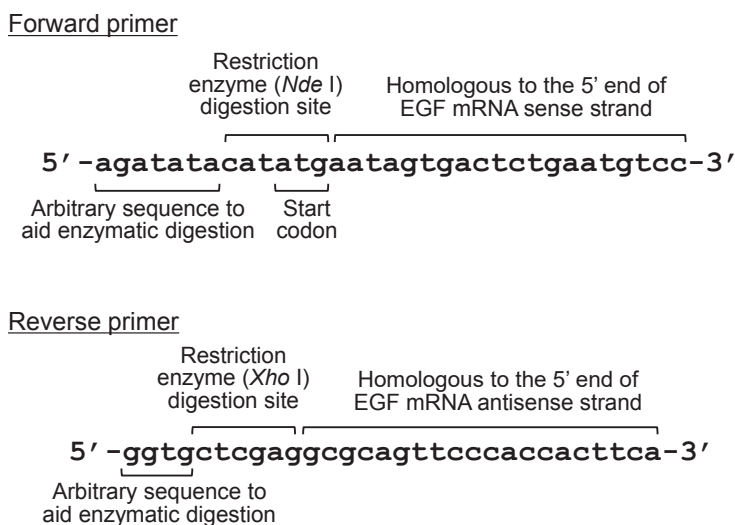 Forward primer
Restriction
enzyme (Nde I)
digestion site
Homologous to the 5’ end of
EGF mRNA sense strand
5’-agatatacatatgaatagtgactctgaatgtcc-3’
Arbitrary sequence to
aid enzymatic digestion
Start
codon
Reverse primer
Restriction
enzyme (Xho I)
digestion site
Homologous to the 5’ end of
EGF mRNA antisense strand
5’-ggtgctcgaggcgcagttcccaccacttca-3’
Arbitrary sequence to
aid enzymatic digestion